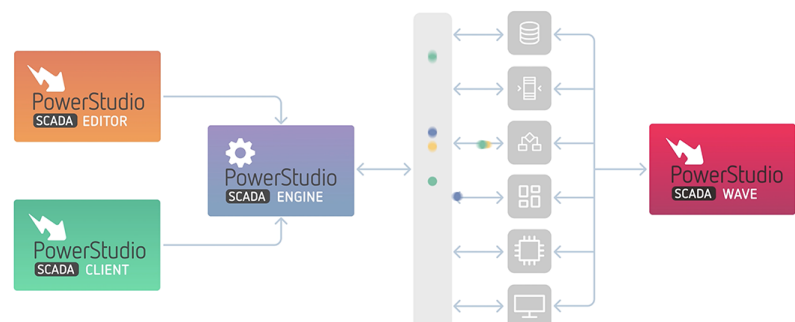 PowerStudio
SCADA EDITOR
PowerStudio
SCADA ENGINE
PowerStudio
SCADA CLIENT
PowerStudio
SCADA WAVE